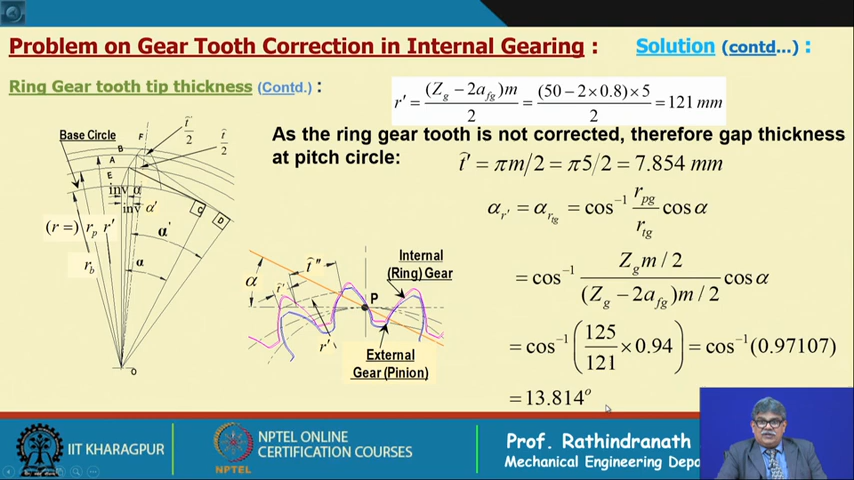 Problem on Gear Tooth Correction in Internal Gearing : Solution (contd...) :
Ring Gear tooth tip thickness (Contd.) :
r′ = (Z_g − 2a_fg)m / 2 = (50 − 2×0.8)×5 / 2 = 121 mm
As the ring gear tooth is not corrected, therefore gap thickness
at pitch circle: t̂′ = πm/2 = π5/2 = 7.854 mm
α_r′ = α_r_tg = cos⁻¹ r_pg / r_tg cos α
= cos⁻¹ Z_g m / 2 / (Z_g − 2a_fg)m / 2 cos α
= cos⁻¹ (125 / 121 × 0.94) = cos⁻¹(0.97107)
= 13.814°
Base Circle
F
t̂ / 2
t̂ / 2
B
A
E
inv α
inv α′
(r =) r_p r′
r_b
α′
α
C
D
O
Internal
(Ring) Gear
α
t̂′
t̂″
P
r′
External
Gear (Pinion)
IIT KHARAGPUR
NPTEL
NPTEL ONLINE
CERTIFICATION COURSES
Prof. Rathindranath
Mechanical Engineering Depa